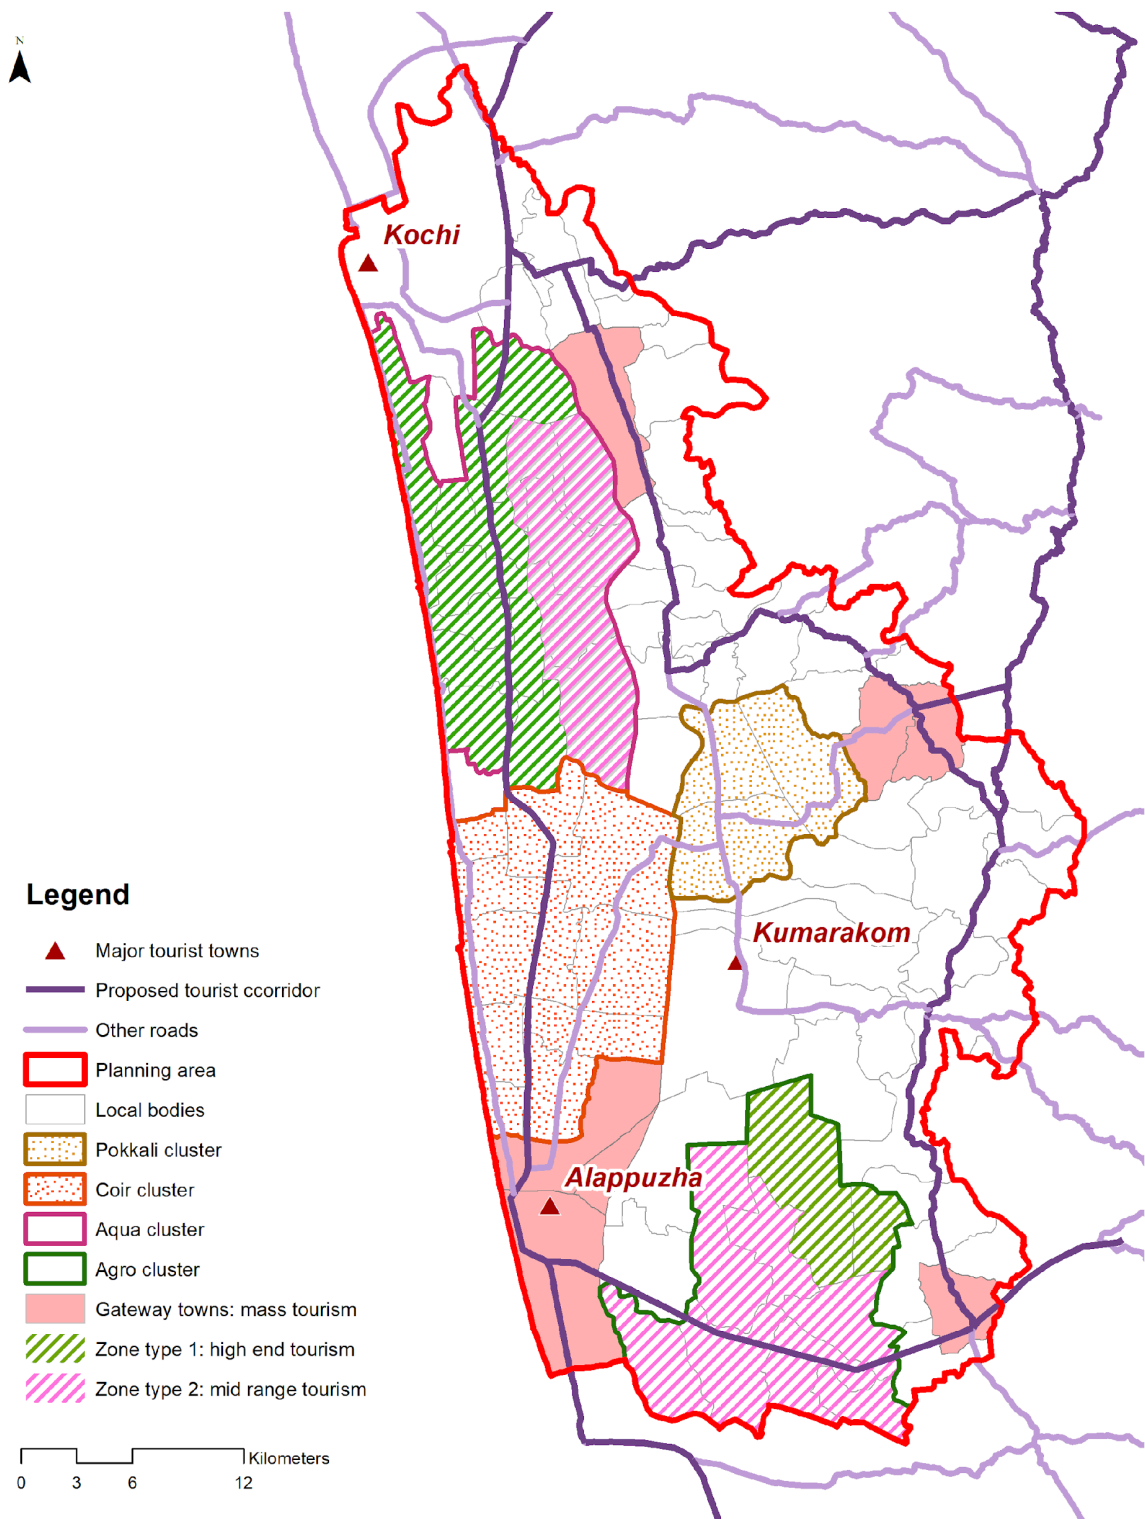 N
Kochi
Kumarakom
Alappuzha
Legend
Major tourist towns
Proposed tourist ccorridor
Other roads
Planning area
Local bodies
Pokkali cluster
Coir cluster
Aqua cluster
Agro cluster
Gateway towns: mass tourism
Zone type 1: high end tourism
Zone type 2: mid range tourism
Kilometers
0 3 6 12